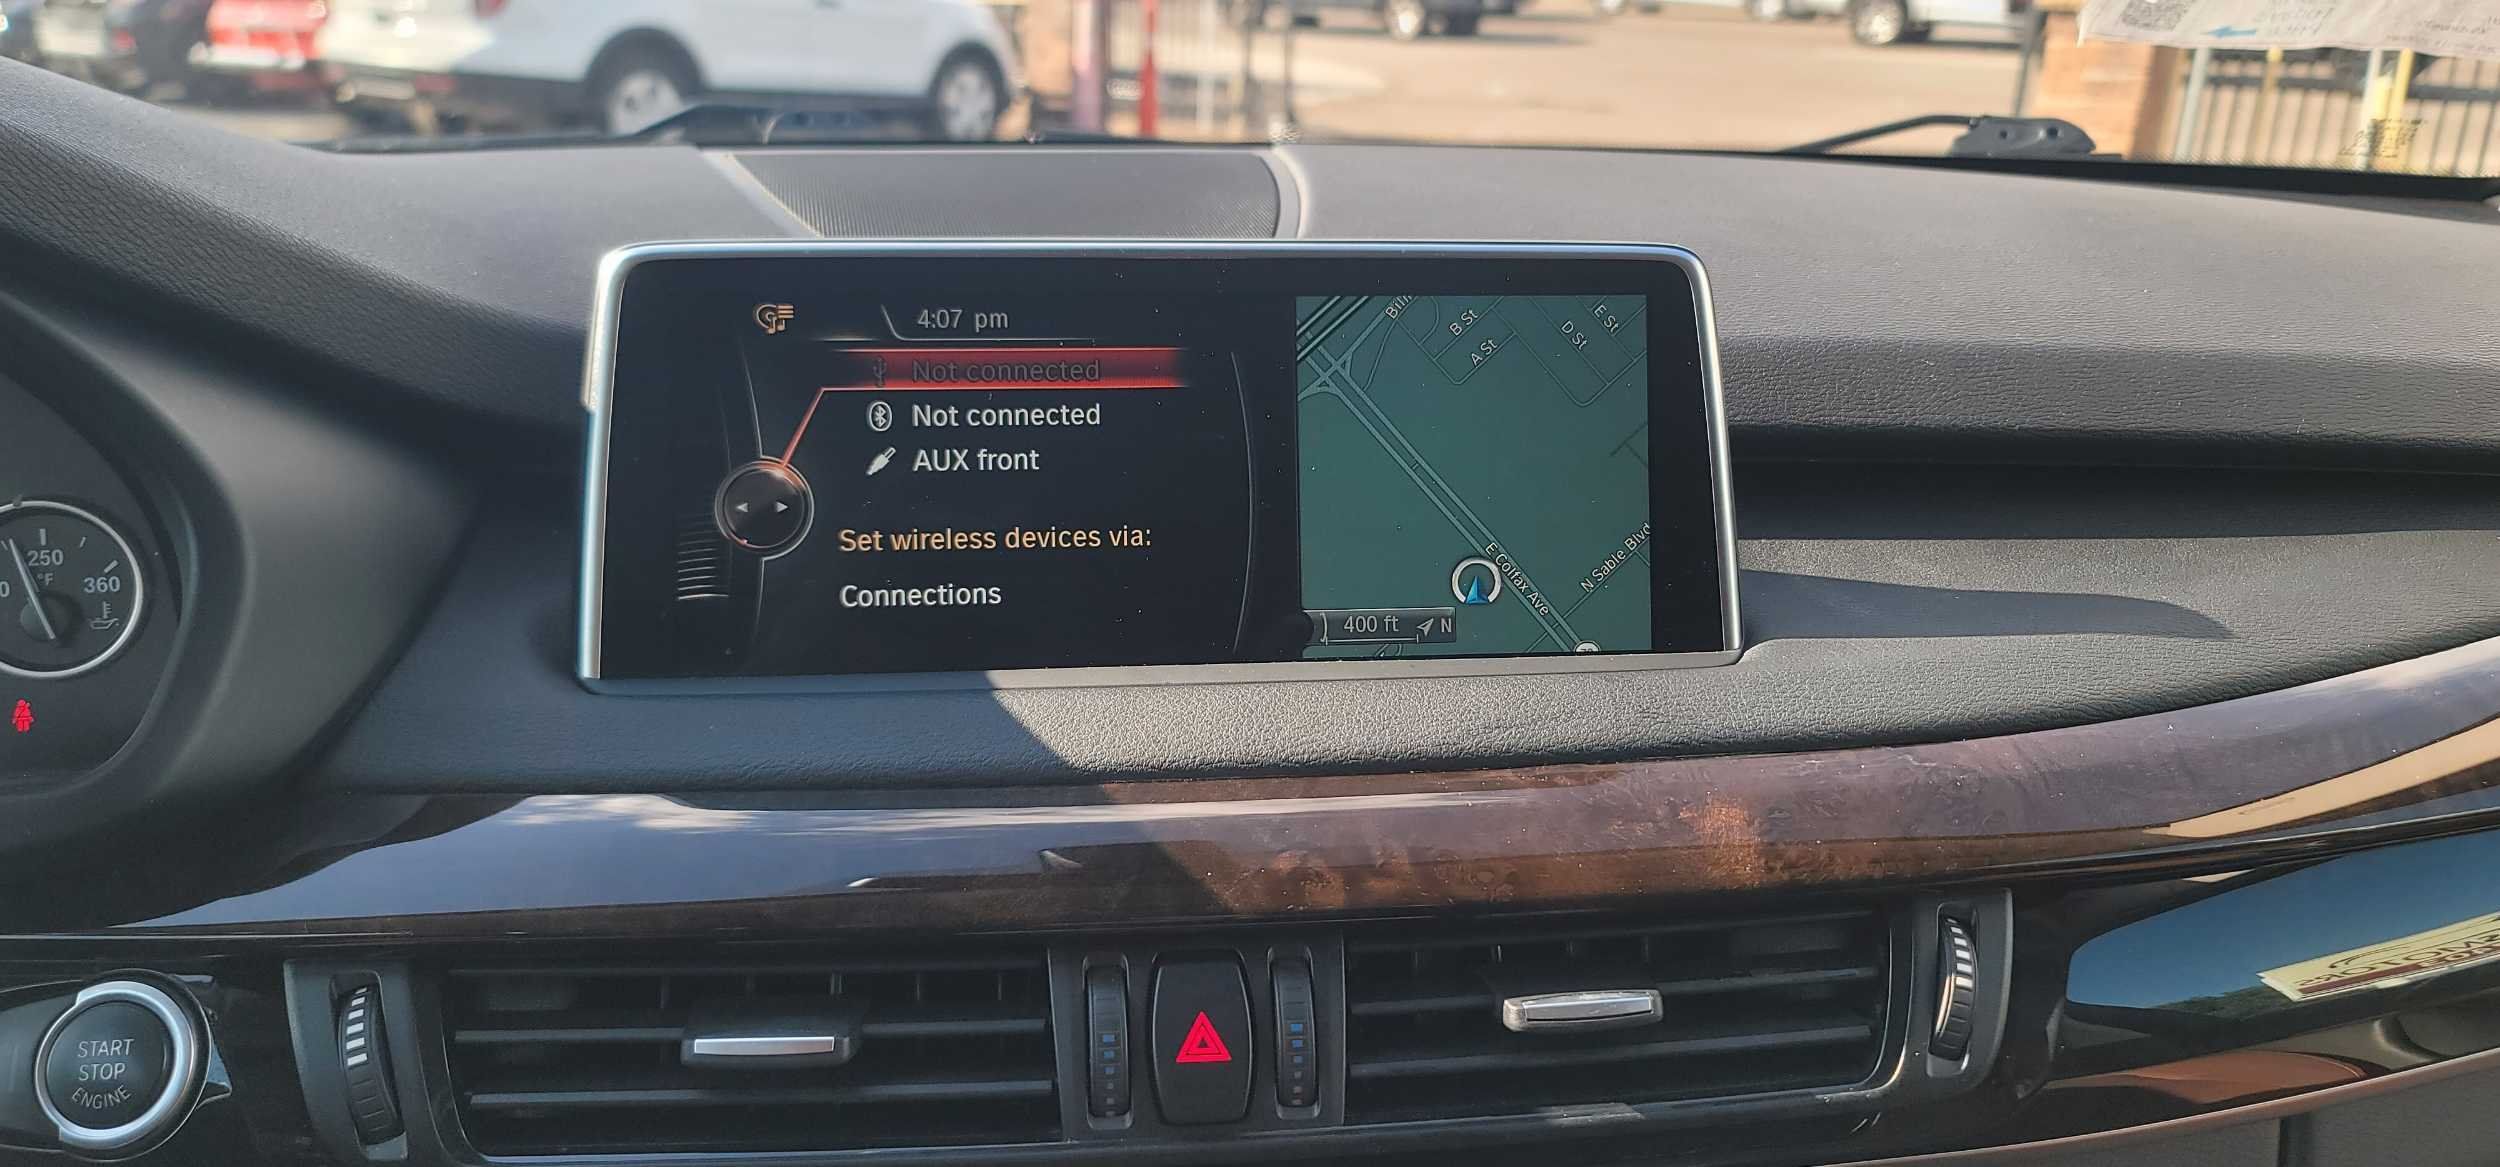 4:07 pm
Not connected
Not connected
AUX front
Set wireless devices via:
Connections
B St
A St
D St
E St
E Colfax Ave
N Sable Blvd
400 ft
N
250
°F
360
START
STOP
ENGINE